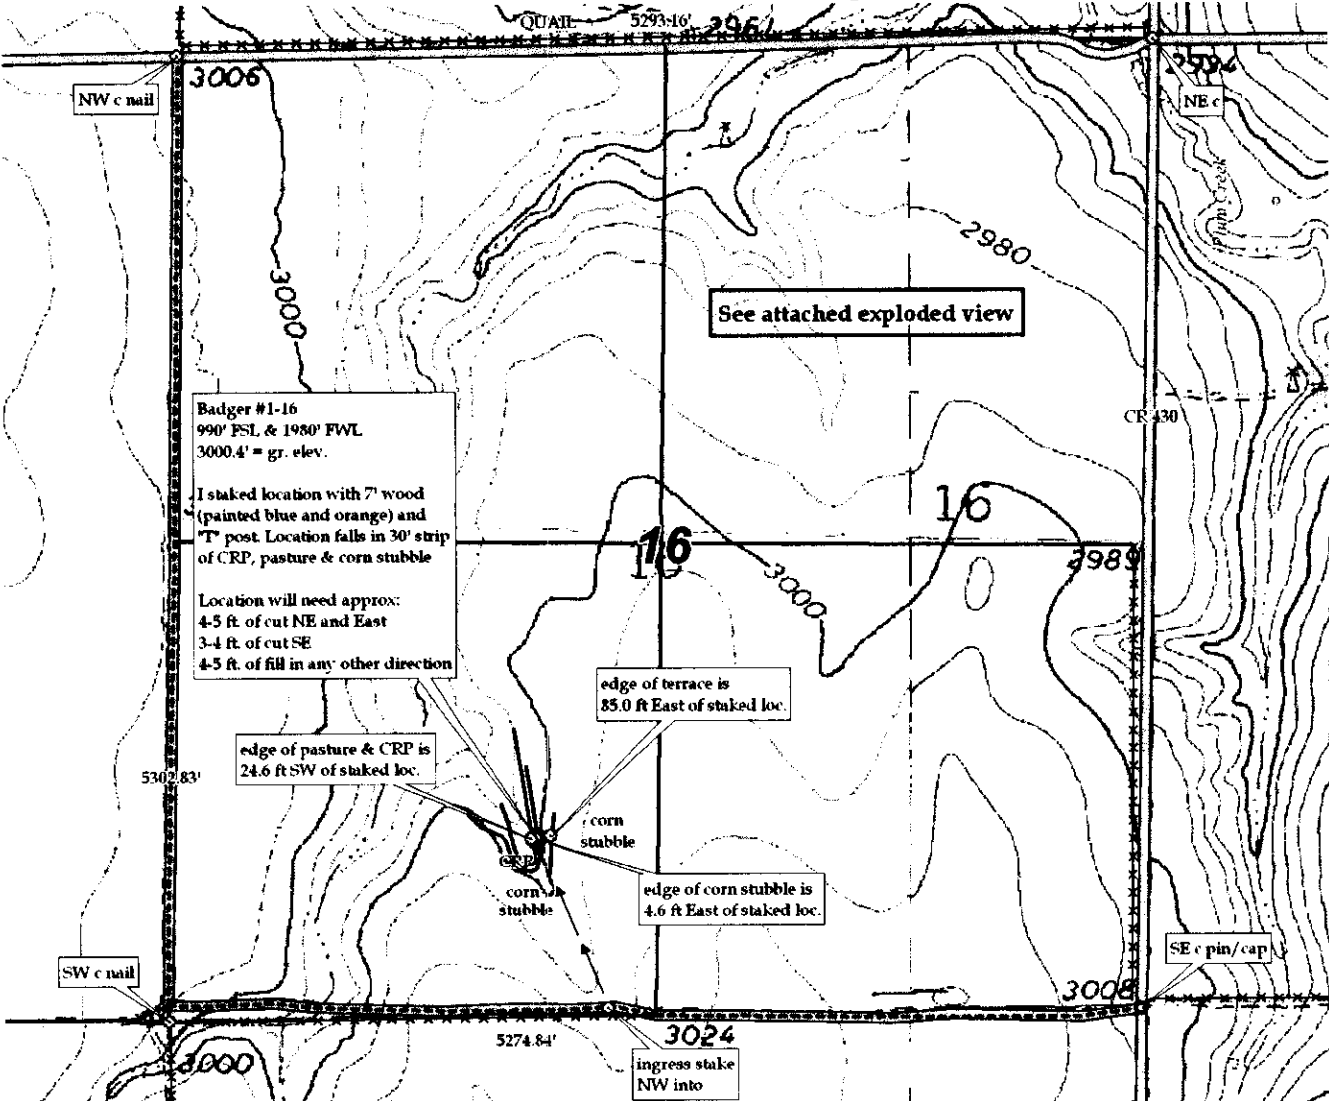 QUAIL
5293.16'
2961
3006
2994
NW c nail
NE c
Plum Creek
2980
3000
See attached exploded view
CR 430
Badger #1-16
990' FSL & 1980' FWL
3000.4' = gr. elev.
I staked location with 7' wood
(painted blue and orange) and
"T" post. Location falls in 30' strip
of CRP, pasture & corn stubble
Location will need approx:
4-5 ft. of cut NE and East
3-4 ft. of cut SE
4-5 ft. of fill in any other direction
16
16
16
2989
3000
edge of terrace is
85.0 ft East of staked loc.
edge of pasture & CRP is
24.6 ft SW of staked loc.
5302.83'
corn
stubble
CRP
corn
stubble
edge of corn stubble is
4.6 ft East of staked loc.
SW c nail
SE c pin/cap
3008
3024
5274.84'
3000
ingress stake
NW into